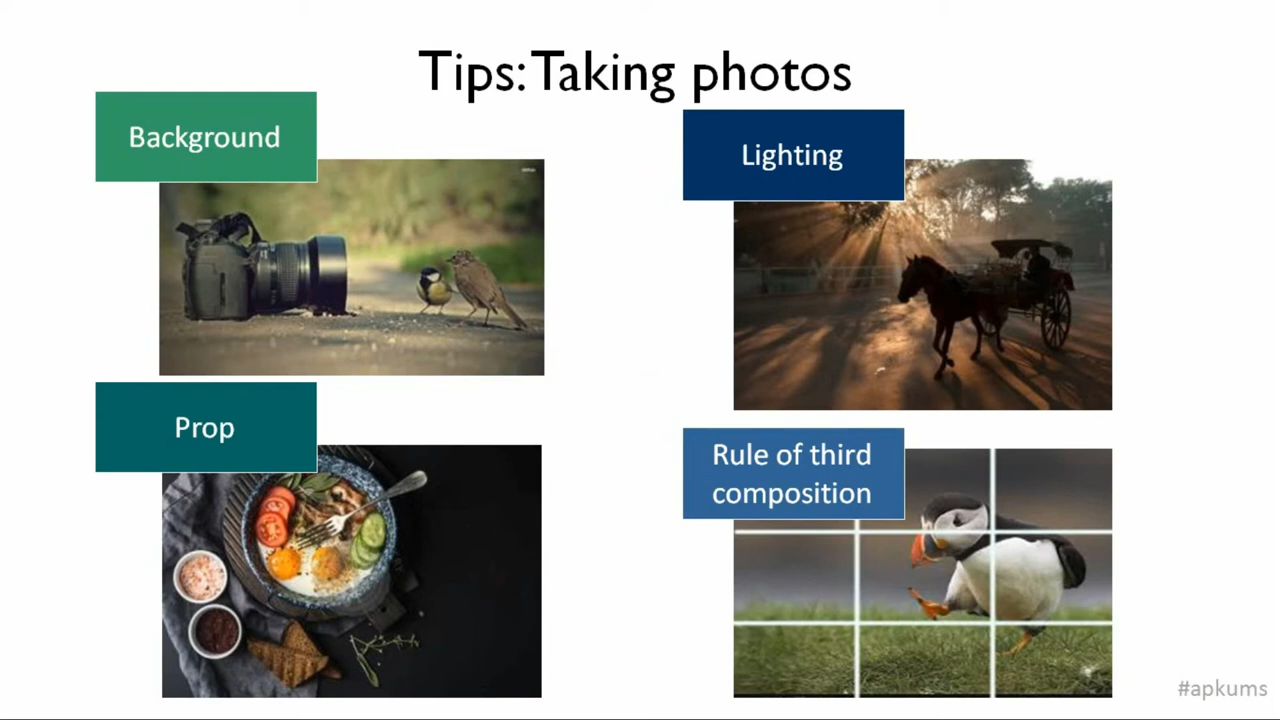 Tips: Taking photos
Background
Lighting
Prop
Rule of third
composition
#apkums